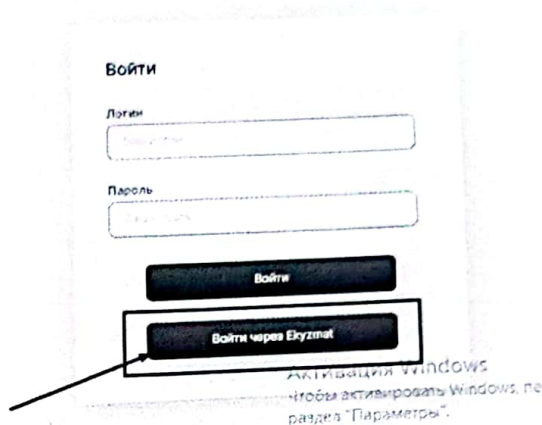 Войти
Логин
Пароль
Войти
Войти через Ekyzmat
Активация Windows
Чтобы активировать Windows, пе
раздел "Параметры".